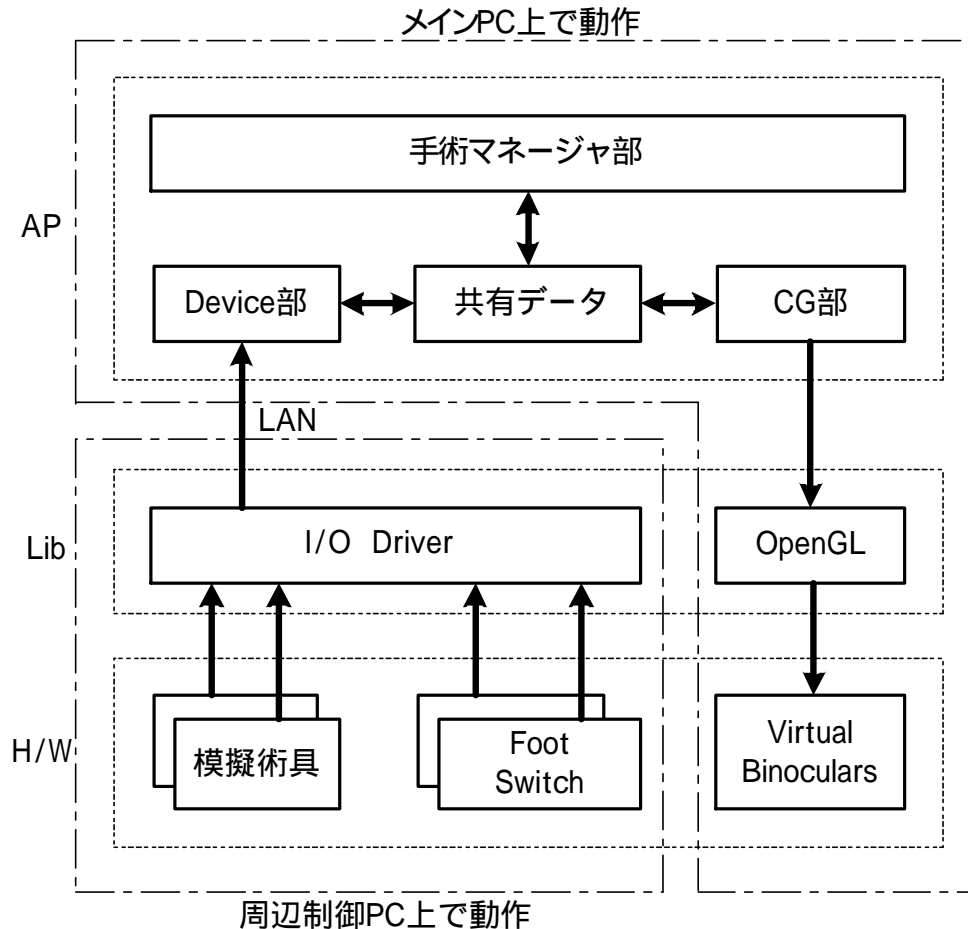 メインPC上で動作
手術マネージャ部
AP
Device部
共有データ
CG部
LAN
Lib
I/O Driver
OpenGL
H/W
模擬術具
Foot
Switch
Virtual
Binoculars
周辺制御PC上で動作